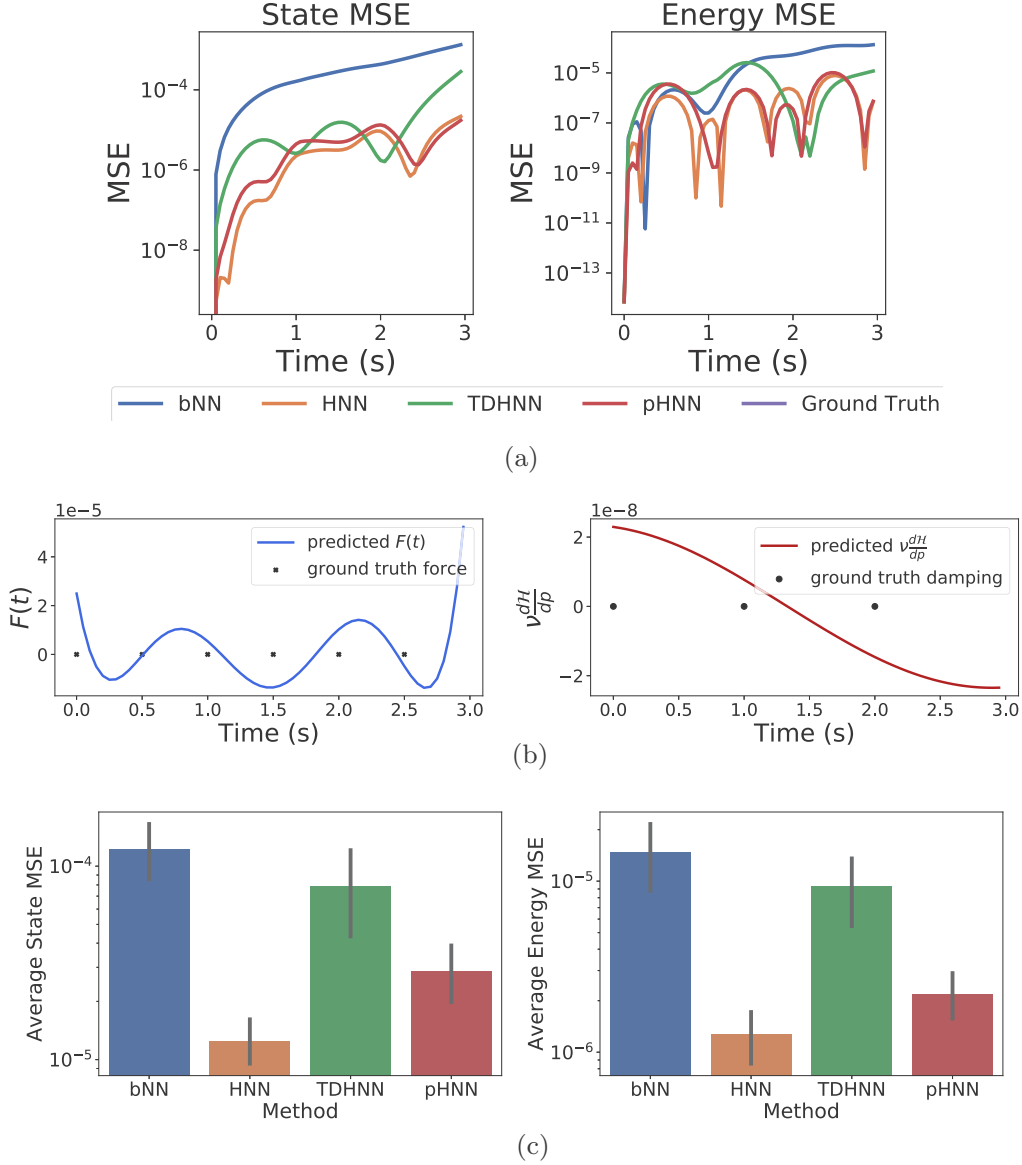 State MSE
Energy MSE
MSE
10⁻⁴
10⁻⁶
10⁻⁸
0 1 2 3
Time (s)
MSE
10⁻⁵
10⁻⁷
10⁻⁹
10⁻¹¹
10⁻¹³
0 1 2 3
Time (s)
bNN HNN TDHNN pHNN Ground Truth
(a)
1e−5
F(t)
4
2
0
predicted F(t)
ground truth force
0.0 0.5 1.0 1.5 2.0 2.5 3.0
Time (s)
1e−8
ν dℋ/dp
2
0
−2
predicted ν dℋ/dp
ground truth damping
0.0 0.5 1.0 1.5 2.0 2.5 3.0
Time (s)
(b)
Average State MSE
10⁻⁴
10⁻⁵
bNN HNN TDHNN pHNN
Method
Average Energy MSE
10⁻⁵
10⁻⁶
bNN HNN TDHNN pHNN
Method
(c)